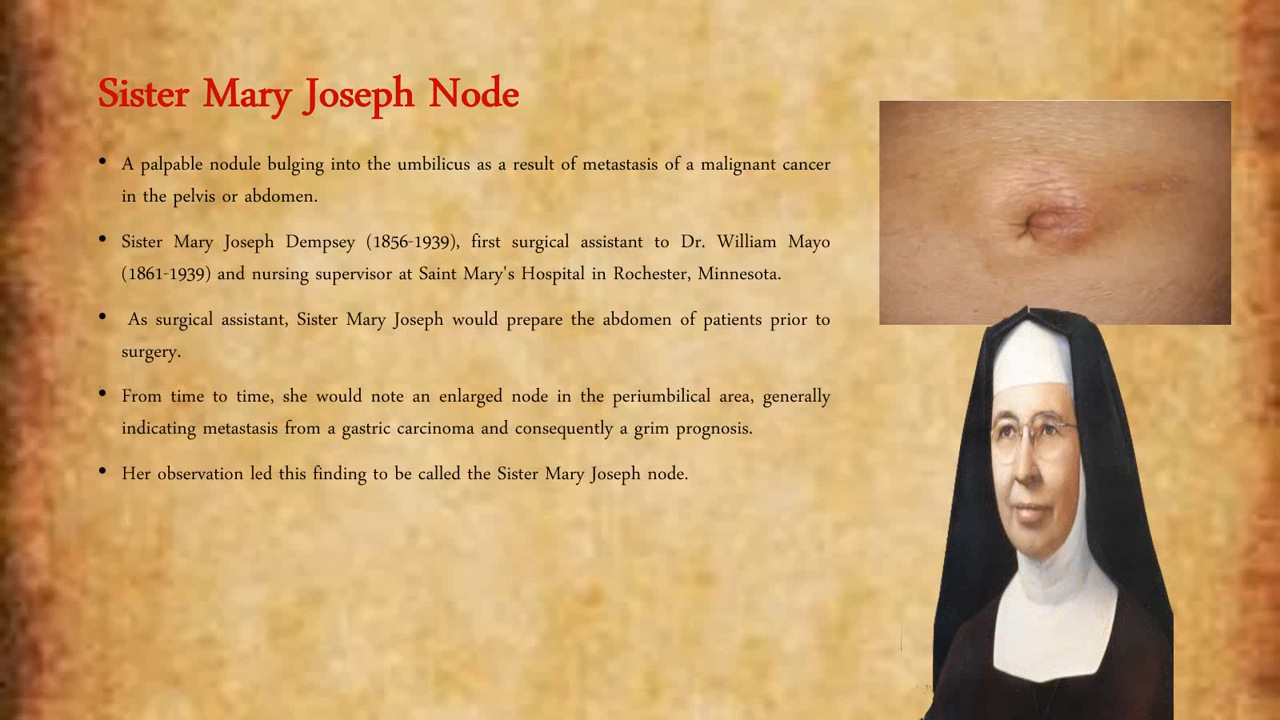 Sister Mary Joseph Node
• A palpable nodule bulging into the umbilicus as a result of metastasis of a malignant cancer
in the pelvis or abdomen.
• Sister Mary Joseph Dempsey (1856-1939), first surgical assistant to Dr. William Mayo
(1861-1939) and nursing supervisor at Saint Mary's Hospital in Rochester, Minnesota.
• As surgical assistant, Sister Mary Joseph would prepare the abdomen of patients prior to
surgery.
• From time to time, she would note an enlarged node in the periumbilical area, generally
indicating metastasis from a gastric carcinoma and consequently a grim prognosis.
• Her observation led this finding to be called the Sister Mary Joseph node.